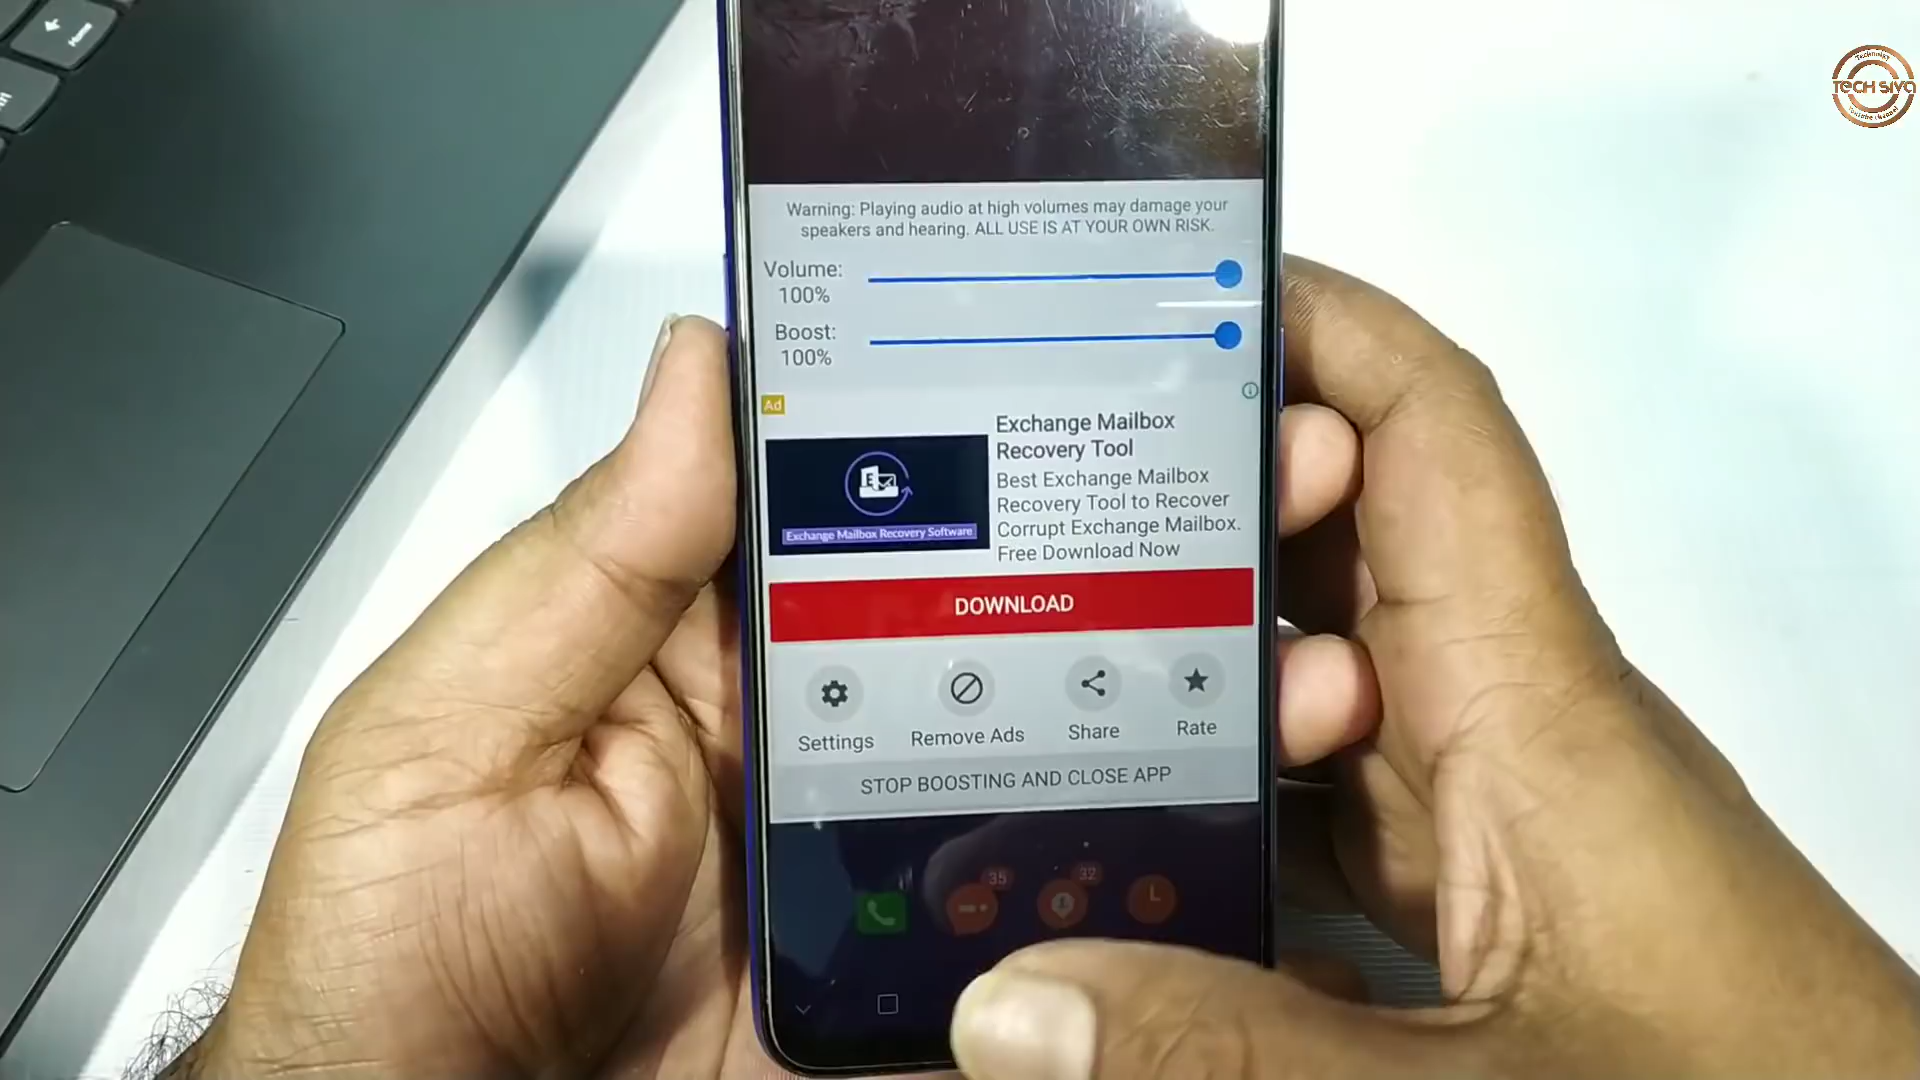 Home
TECH SIVA
Youtube channel
Warning: Playing audio at high volumes may damage your
speakers and hearing. ALL USE IS AT YOUR OWN RISK.
Volume:
100%
Boost:
100%
Ad
Exchange Mailbox
Recovery Tool
Best Exchange Mailbox
Recovery Tool to Recover
Corrupt Exchange Mailbox.
Free Download Now
Exchange Mailbox Recovery Software
DOWNLOAD
Settings
Remove Ads
Share
Rate
STOP BOOSTING AND CLOSE APP
35
32